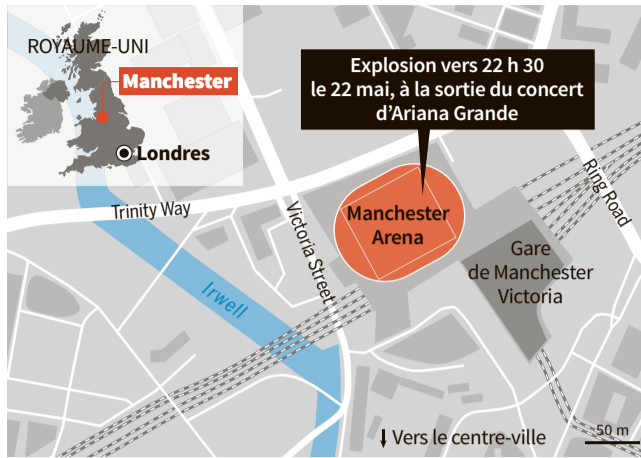 ROYAUME-UNI
Manchester
Londres
Explosion vers 22 h 30
le 22 mai, à la sortie du concert
d’Ariana Grande
Trinity Way
Victoria Street
Manchester
Arena
Ring Road
Gare
de Manchester
Victoria
Irwell
Vers le centre-ville
50 m